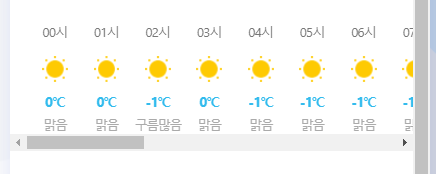 00시 01시 02시 03시 04시 05시 06시
0℃ 0℃ -1℃ 0℃ -1℃ -1℃ -1℃
맑음 맑음 구름많음 맑음 맑음 맑음 맑음